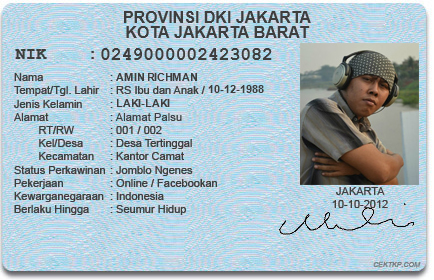 PROVINSI DKI JAKARTA
KOTA JAKARTA BARAT
NIK : 0249000002423082
Nama : AMIN RICHMAN
Tempat/Tgl. Lahir : RS Ibu dan Anak / 10-12-1988
Jenis Kelamin : LAKI-LAKI
Alamat : Alamat Palsu
RT/RW : 001 / 002
Kel/Desa : Desa Tertinggal
Kecamatan : Kantor Camat
Status Perkawinan : Jomblo Ngenes
Pekerjaan : Online / Facebookan
Kewarganegaraan : Indonesia
Berlaku Hingga : Seumur Hidup
JAKARTA
10-10-2012
CEKTKP.COM